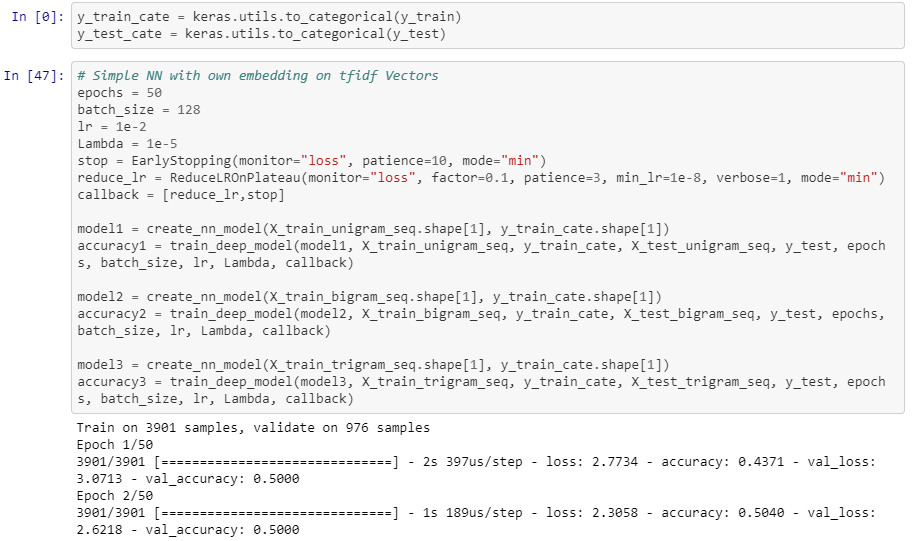 In [0]: y_train_cate = keras.utils.to_categorical(y_train)
y_test_cate = keras.utils.to_categorical(y_test)
In [47]: # Simple NN with own embedding on tfidf Vectors
epochs = 50
batch_size = 128
lr = 1e-2
Lambda = 1e-5
stop = EarlyStopping(monitor="loss", patience=10, mode="min")
reduce_lr = ReduceLROnPlateau(monitor="loss", factor=0.1, patience=3, min_lr=1e-8, verbose=1, mode="min")
callback = [reduce_lr,stop]
model1 = create_nn_model(X_train_unigram_seq.shape[1], y_train_cate.shape[1])
accuracy1 = train_deep_model(model1, X_train_unigram_seq, y_train_cate, X_test_unigram_seq, y_test, epoch
s, batch_size, lr, Lambda, callback)
model2 = create_nn_model(X_train_bigram_seq.shape[1], y_train_cate.shape[1])
accuracy2 = train_deep_model(model2, X_train_bigram_seq, y_train_cate, X_test_bigram_seq, y_test, epochs,
batch_size, lr, Lambda, callback)
model3 = create_nn_model(X_train_trigram_seq.shape[1], y_train_cate.shape[1])
accuracy3 = train_deep_model(model3, X_train_trigram_seq, y_train_cate, X_test_trigram_seq, y_test, epoch
s, batch_size, lr, Lambda, callback)
Train on 3901 samples, validate on 976 samples
Epoch 1/50
3901/3901 [==============================] - 2s 397us/step - loss: 2.7734 - accuracy: 0.4371 - val_loss:
3.0713 - val_accuracy: 0.5000
Epoch 2/50
3901/3901 [==============================] - 1s 189us/step - loss: 2.3058 - accuracy: 0.5040 - val_loss:
2.6218 - val_accuracy: 0.5000